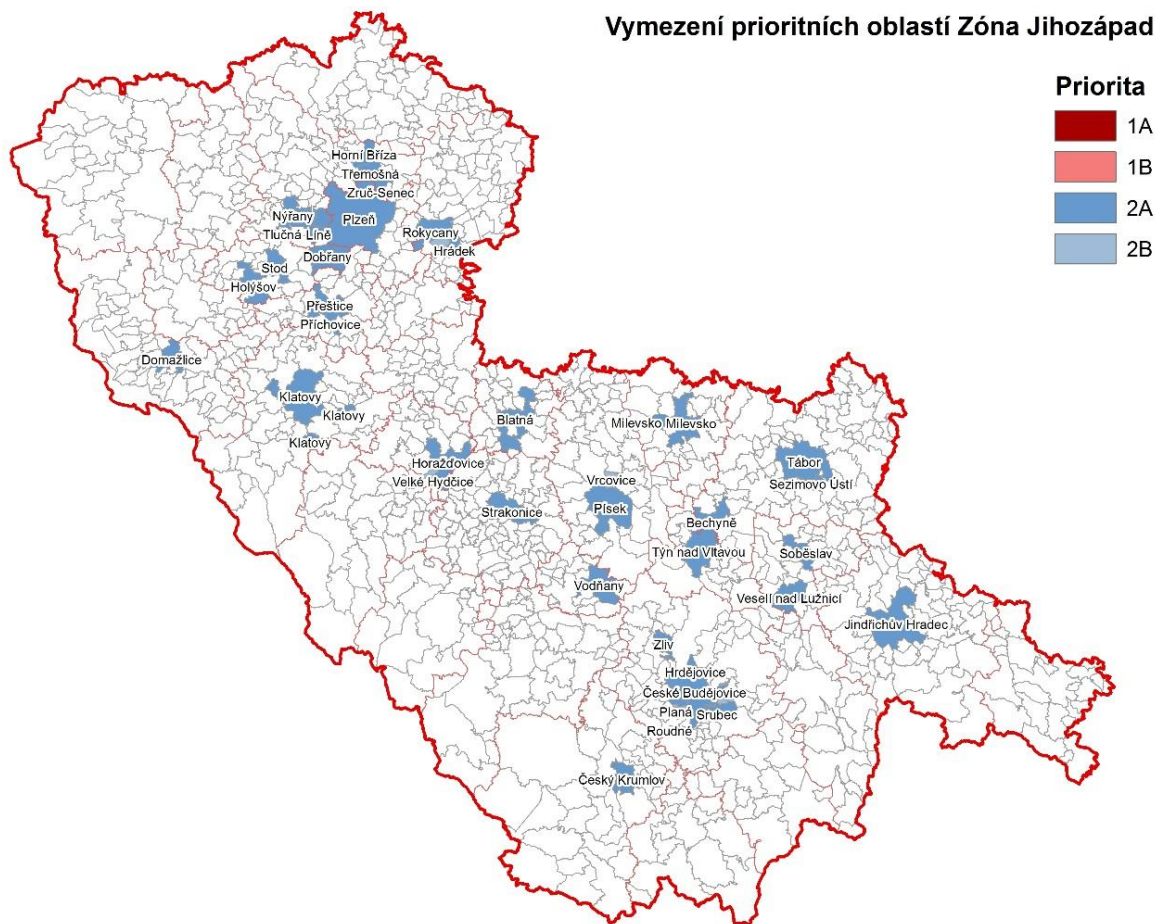 Vymezení prioritních oblastí Zóna Jihozápad
Priorita
1A
1B
2A
2B
Horní Bříza
Třemošná
Zruč-Senec
Nýřany
Plzeň
Tlučná Líně
Rokycany
Hrádek
Dobřany
Stod
Holýšov
Přeštice
Příchovice
Domažlice
Klatovy
Klatovy
Klatovy
Blatná
Milevsko Milevsko
Horažďovice
Velké Hydčice
Tábor
Sezimovo Ústí
Vrcovice
Písek
Strakonice
Bechyně
Týn nad Vltavou
Soběslav
Vodňany
Veselí nad Lužnicí
Jindřichův Hradec
Zliv
Hrdějovice
České Budějovice
Planá
Srubec
Roudné
Český Krumlov